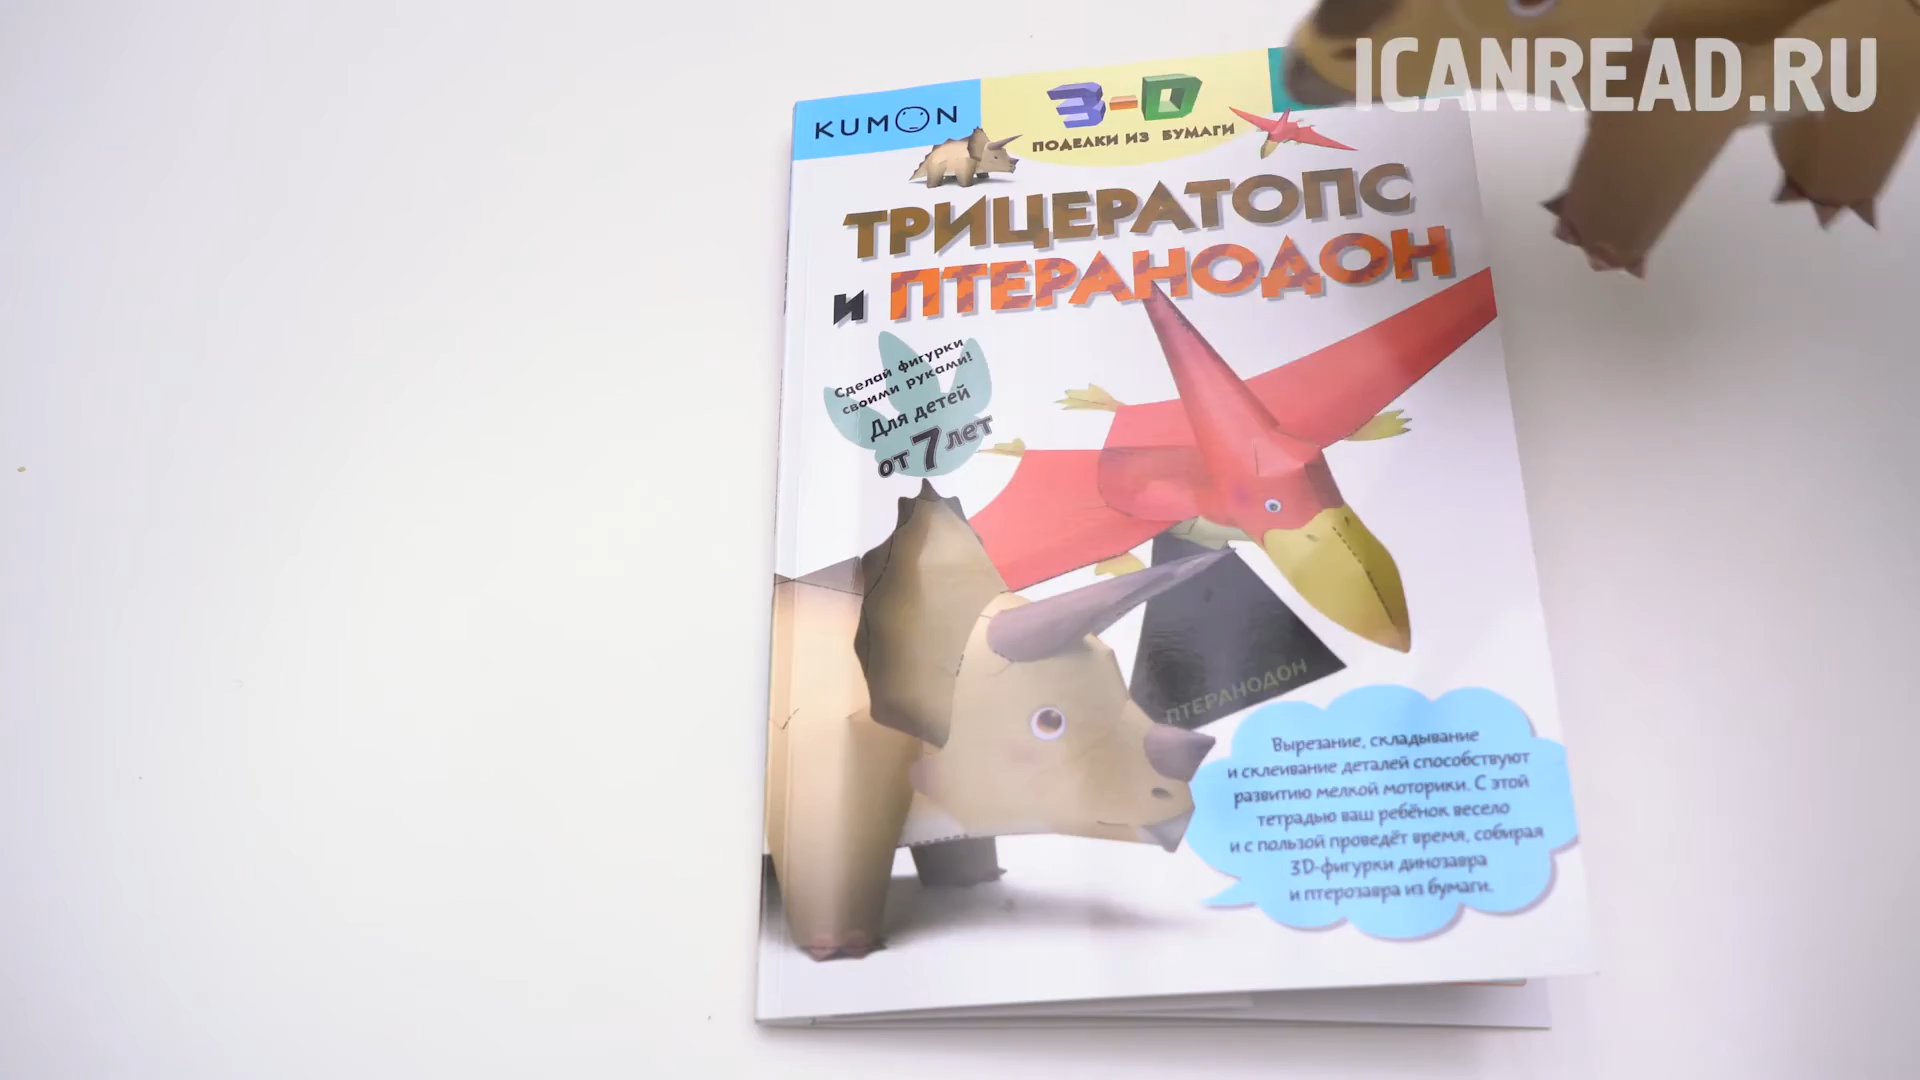 ICANREAD.RU
KUMON
3-D
ПОДЕЛКИ ИЗ БУМАГИ
ТРИЦЕРАТОПС
И ПТЕРАНОДОН
Сделай фигурки
своими руками!
Для детей
от 7 лет
ПТЕРАНОДОН
Вырезание, складывание
и склеивание деталей способствуют
развитию мелкой моторики. С этой
тетрадью ваш ребёнок весело
и с пользой проведёт время, собирая
3D-фигурки динозавра
и птерозавра из бумаги.